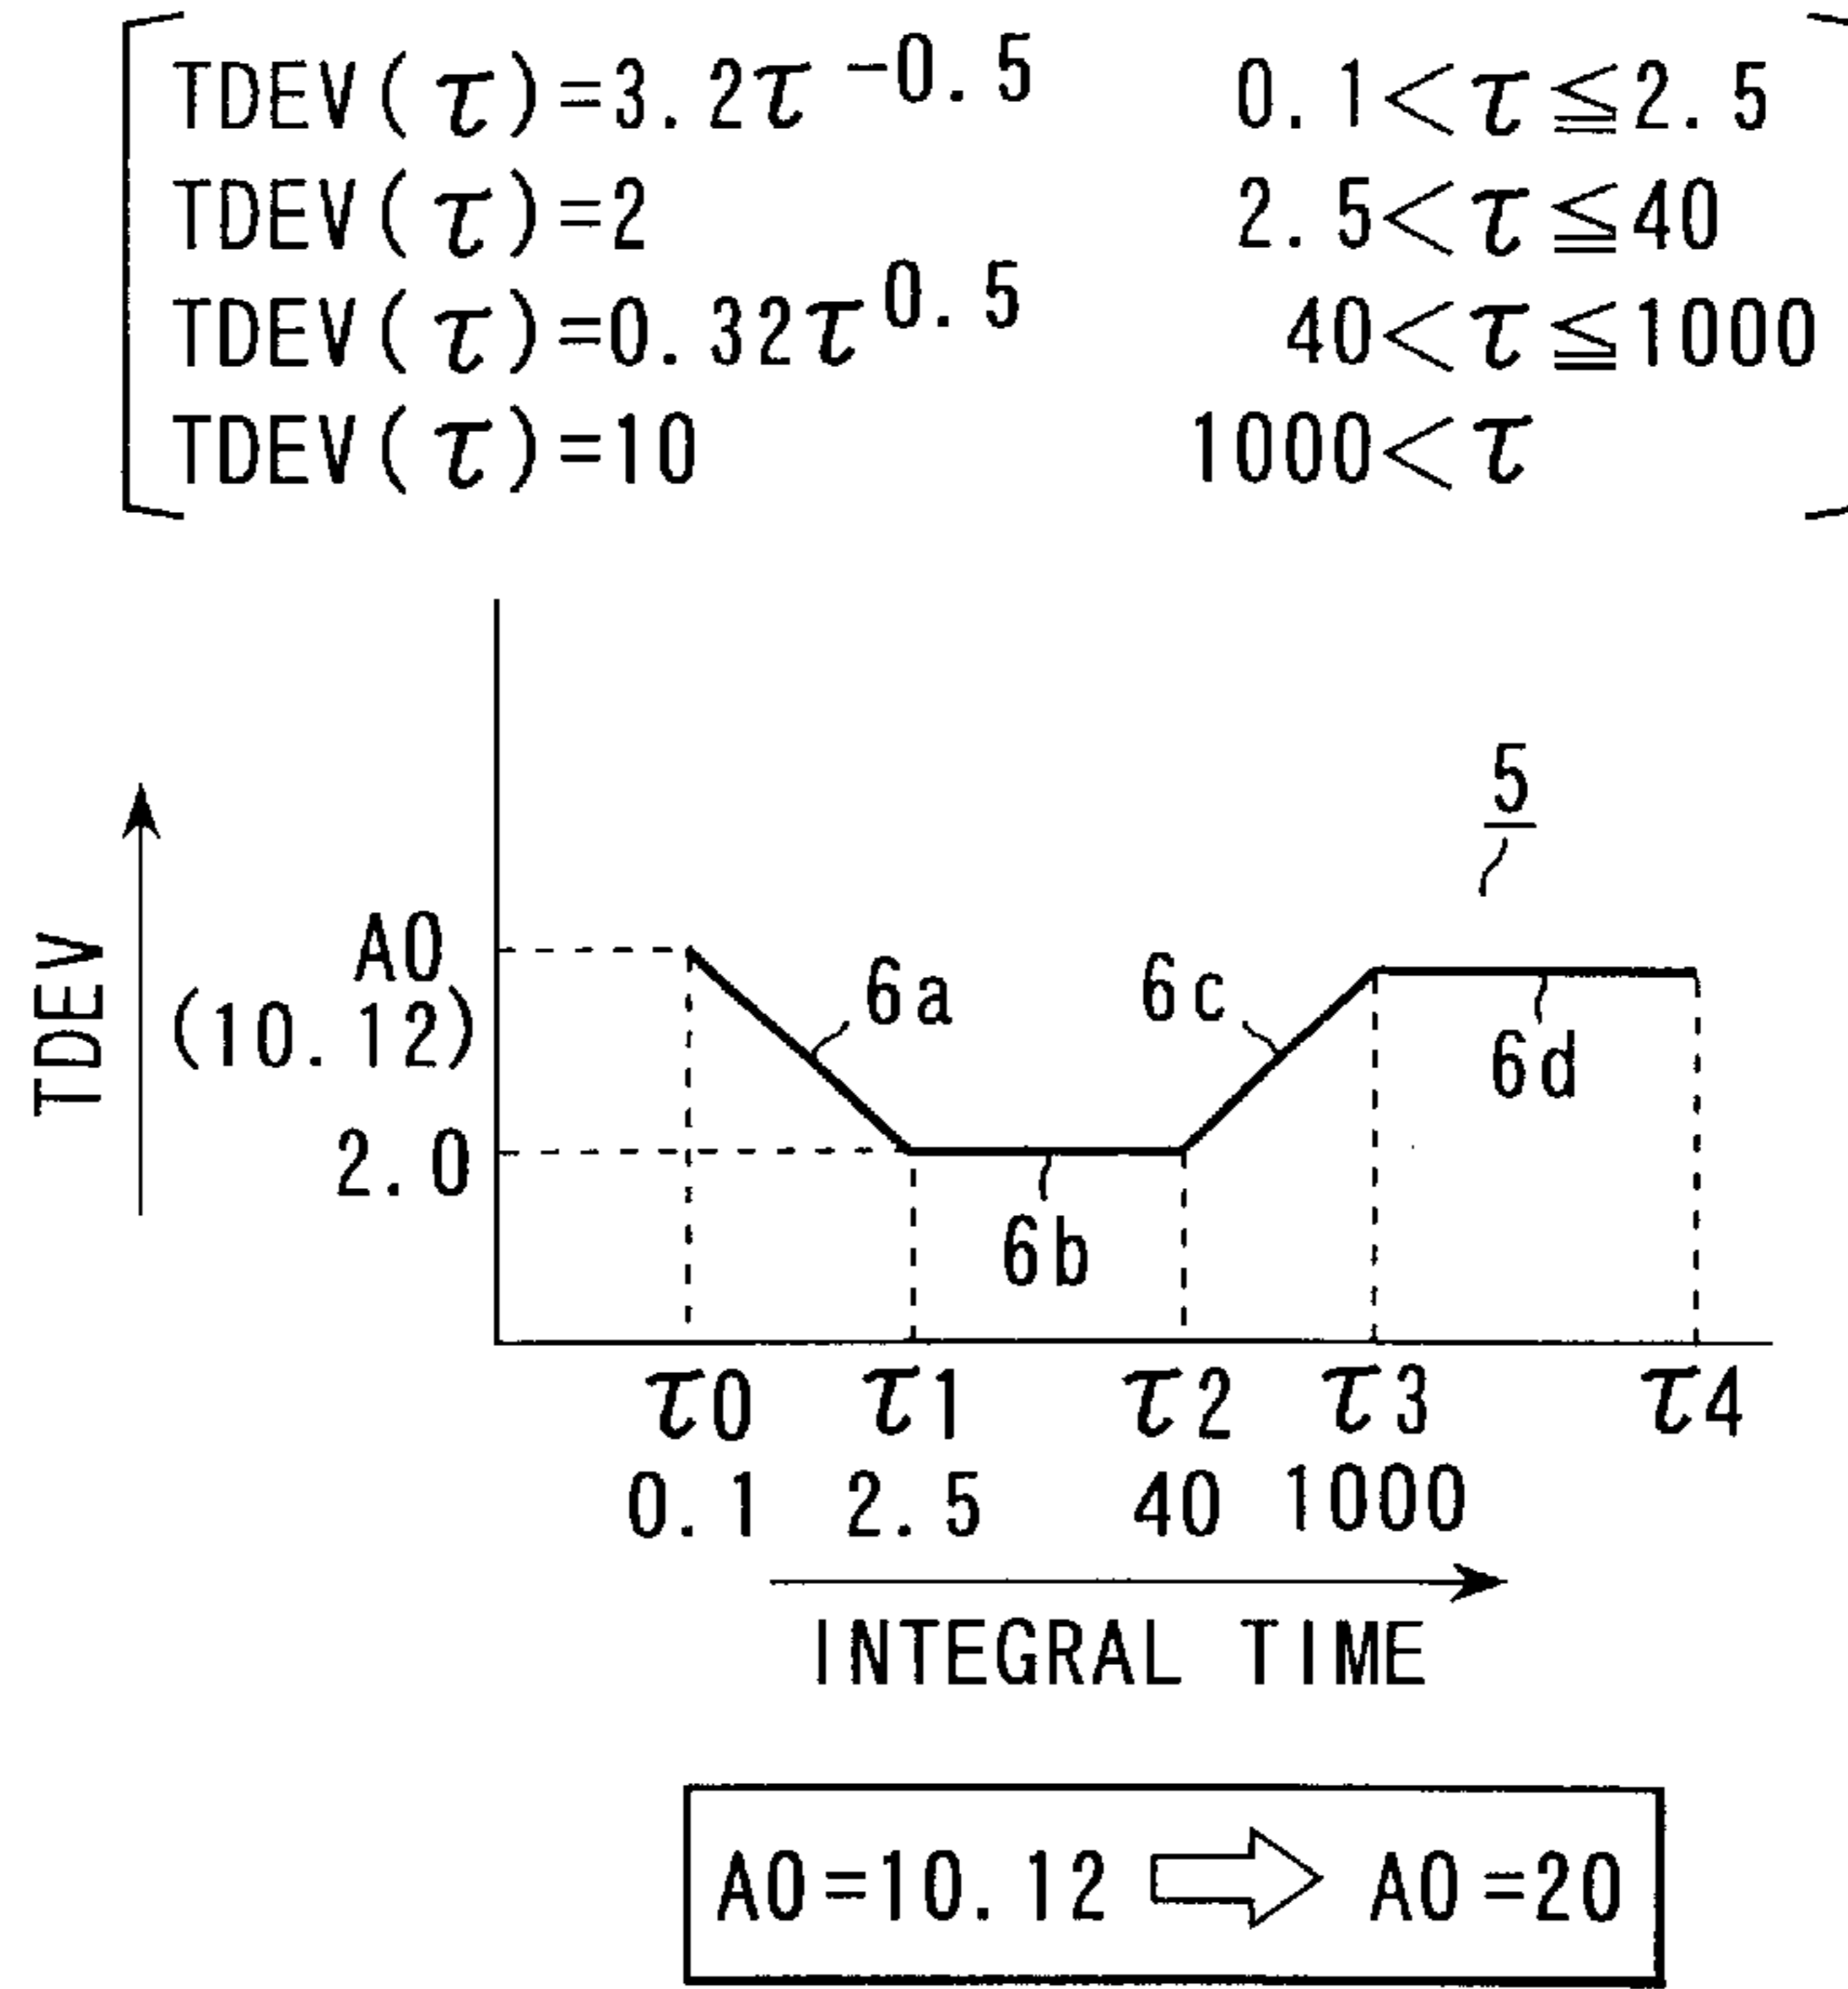 TDEV(τ)=3.2τ^-0.5 0.1<τ≦2.5
TDEV(τ)=2 2.5<τ≦40
TDEV(τ)=0.32τ^0.5 40<τ≦1000
TDEV(τ)=10 1000<τ
5
TDEV
A0
(10.12)
2.0
6a
6c
6d
6b
τ0 τ1 τ2 τ3 τ4
0.1 2.5 40 1000
INTEGRAL TIME
A0=10.12 ⇨ A0=20